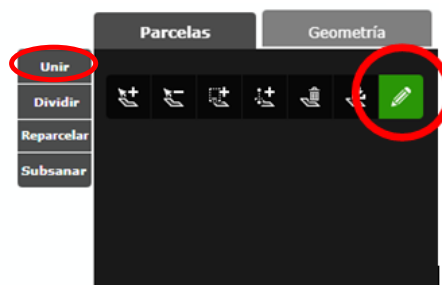 Parcelas Geometría
Unir
Dividir
Reparcelar
Subsanar